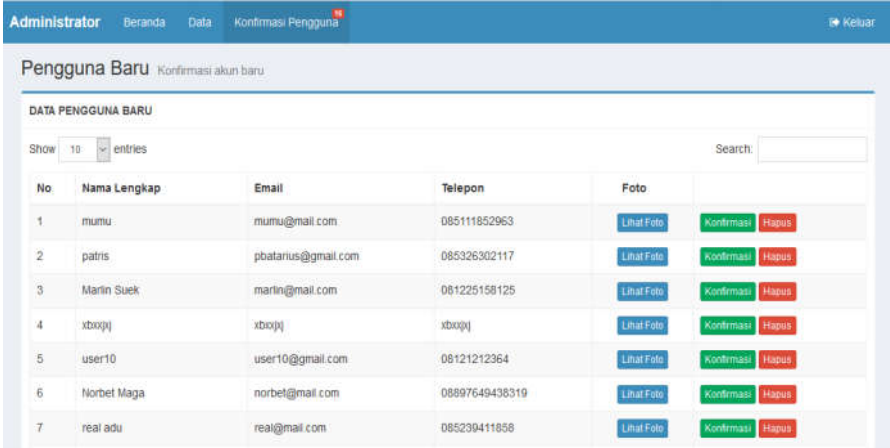 Administrator Beranda Data Konfirmasi Pengguna Keluar
Pengguna Baru Konfirmasi akun baru
DATA PENGGUNA BARU
Show 10 entries Search:
No Nama Lengkap Email Telepon Foto
1 mumu mumu@mail.com 085111852963 Lihat Foto Konfirmasi Hapus
2 patris pbatarius@gmail.com 085326302117 Lihat Foto Konfirmasi Hapus
3 Marlin Suek marlin@mail.com 081225158125 Lihat Foto Konfirmasi Hapus
4 Lihat Foto Konfirmasi Hapus
5 user10 user10@gmail.com 08121212364 Lihat Foto Konfirmasi Hapus
6 Norbet Maga norbet@mail.com 08897649438319 Lihat Foto Konfirmasi Hapus
7 real adu real@mail.com 085239411858 Lihat Foto Konfirmasi Hapus